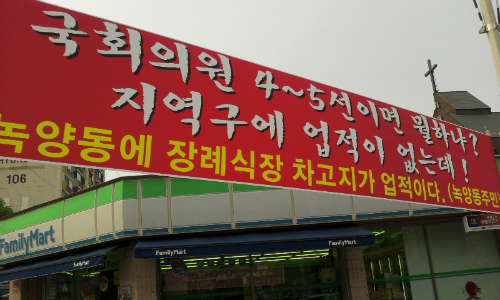 국회의원 4~5선이면 뭘하나?
지역구에 업적이 없는데!
녹양동에 장례식장 차고지가 업적이다. (녹양동주민
106
FamilyMart
FamilyMart
FamilyMart